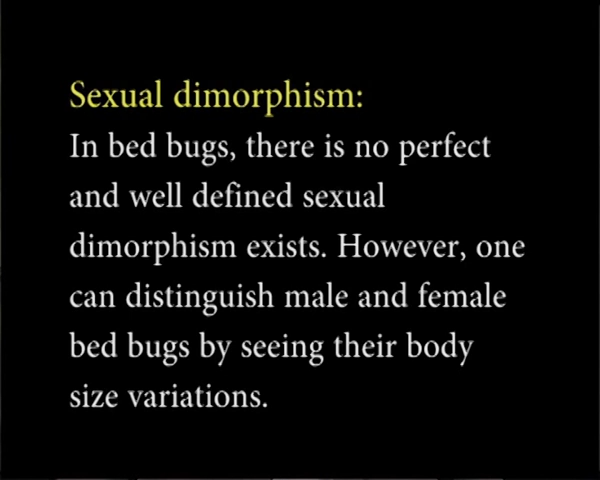 Sexual dimorphism:
In bed bugs, there is no perfect
and well defined sexual
dimorphism exists. However, one
can distinguish male and female
bed bugs by seeing their body
size variations.